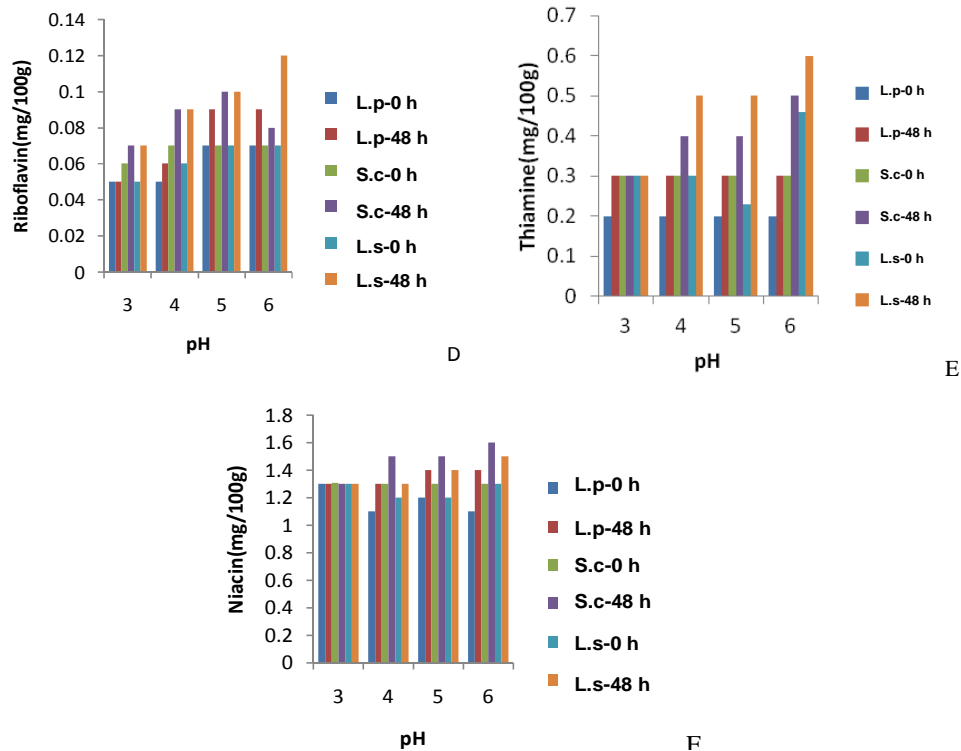 Riboflavin(mg/100g)
0.14
0.12
0.1
0.08
0.06
0.04
0.02
0
3 4 5 6
pH
L.p-0 h
L.p-48 h
S.c-0 h
S.c-48 h
L.s-0 h
L.s-48 h
D
Thiamine(mg/100g)
0.7
0.6
0.5
0.4
0.3
0.2
0.1
0
3 4 5 6
pH
L.p-0 h
L.p-48 h
S.c-0 h
S.c-48 h
L.s-0 h
L.s-48 h
E
Niacin(mg/100g)
1.8
1.6
1.4
1.2
1
0.8
0.6
0.4
0.2
0
3 4 5 6
pH
L.p-0 h
L.p-48 h
S.c-0 h
S.c-48 h
L.s-0 h
L.s-48 h